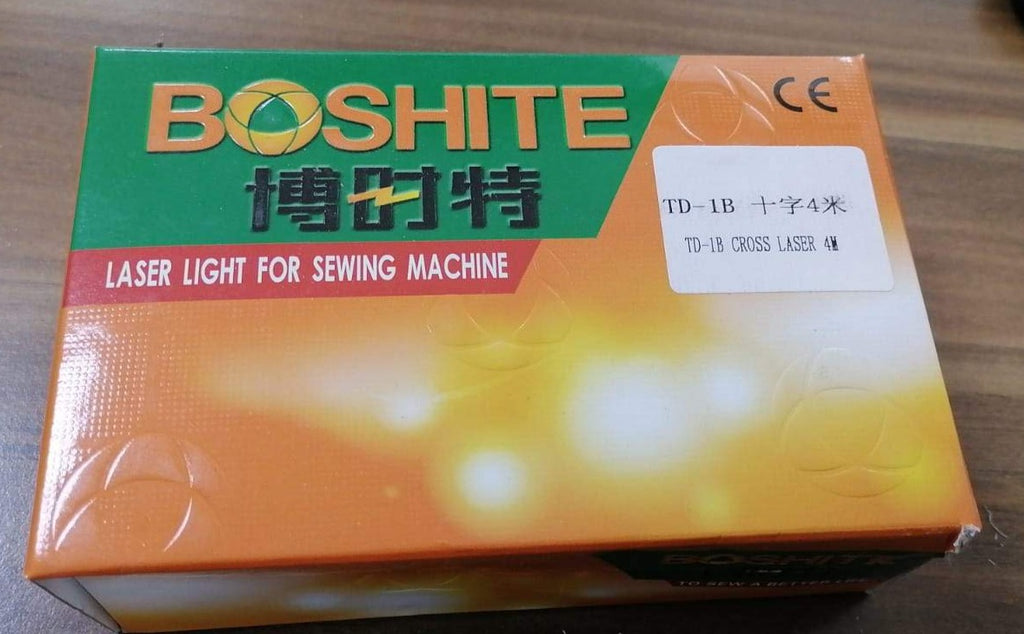 BOSHITE
博时特
LASER LIGHT FOR SEWING MACHINE
CE
TD-1B 十字4米
TD-1B CROSS LASER 4M
BOSHITE
TO SEW A BETTER